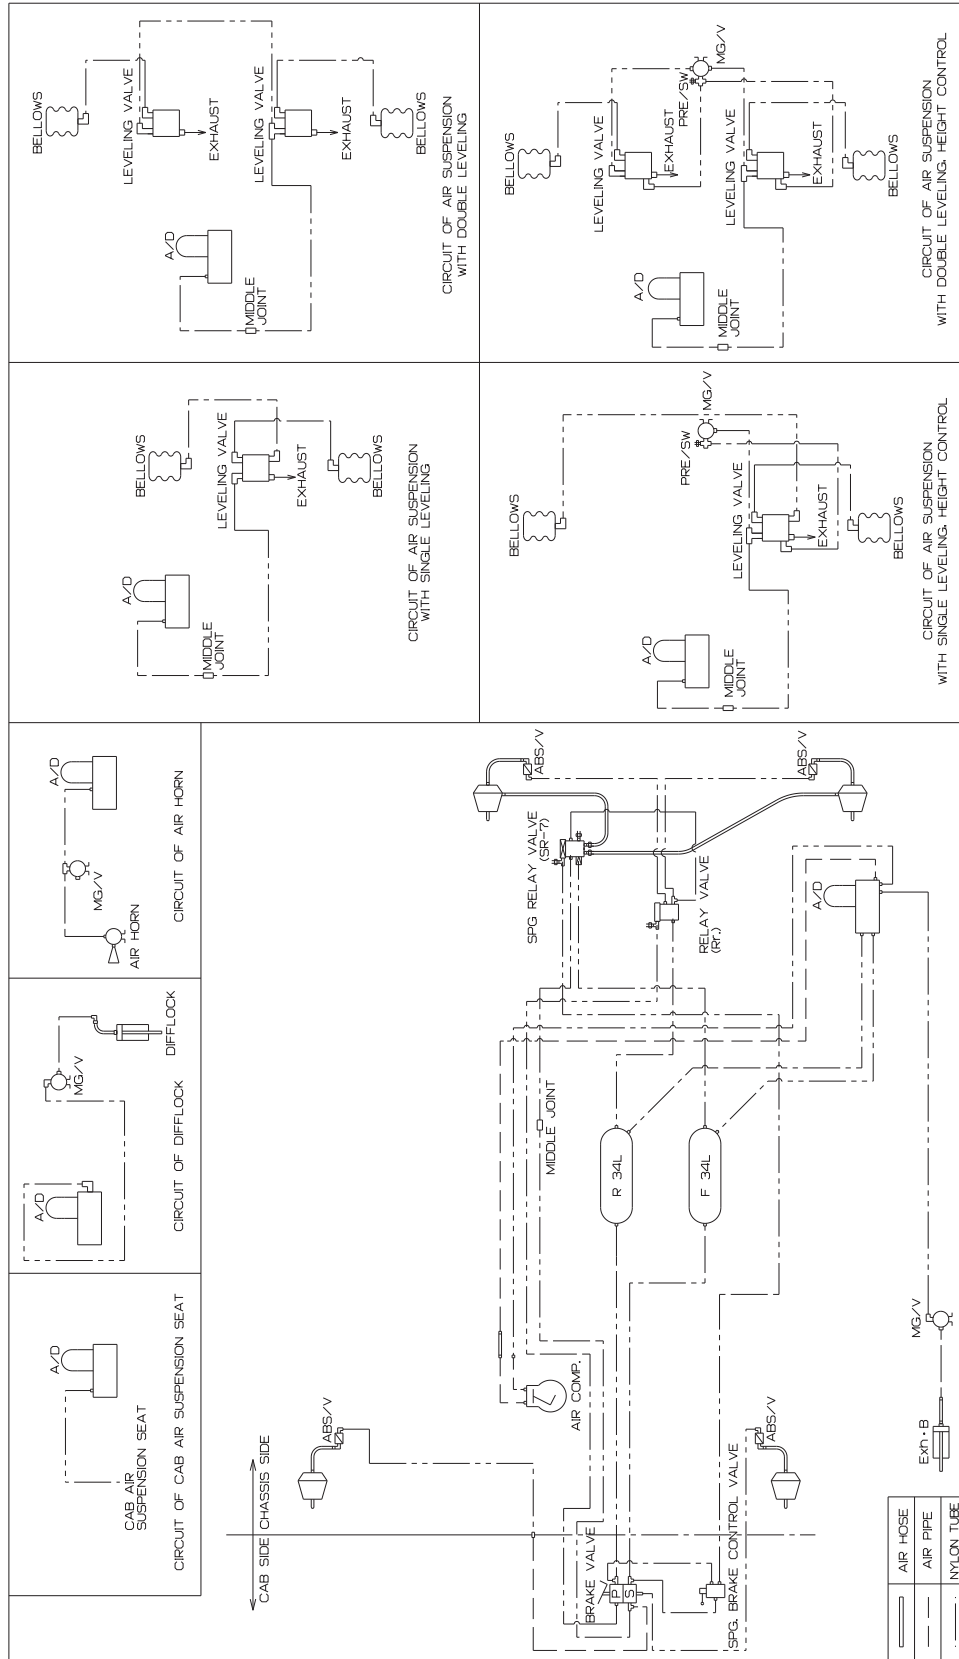 BELLOWS
LEVELING VALVE
EXHAUST
LEVELING VALVE
EXHAUST
BELLOWS
A/D
MIDDLE
JOINT
CIRCUIT OF AIR SUSPENSION
WITH DOUBLE LEVELING
BELLOWS
LEVELING VALVE
EXHAUST
PRE/SW
MG/V
LEVELING VALVE
EXHAUST
BELLOWS
A/D
MIDDLE
JOINT
CIRCUIT OF AIR SUSPENSION
WITH DOUBLE LEVELING, HEIGHT CONTROL
BELLOWS
LEVELING VALVE
EXHAUST
BELLOWS
A/D
MIDDLE
JOINT
CIRCUIT OF AIR SUSPENSION
WITH SINGLE LEVELING
BELLOWS
PRE/SW
MG/V
LEVELING VALVE
EXHAUST
BELLOWS
A/D
MIDDLE
JOINT
CIRCUIT OF AIR SUSPENSION
WITH SINGLE LEVELING, HEIGHT CONTROL
A/D
MG/V
AIR HORN
CIRCUIT OF AIR HORN
A/D
MG/V
DIFFLOCK
CIRCUIT OF DIFFLOCK
A/D
CAB AIR
SUSPENSION SEAT
CIRCUIT OF CAB AIR SUSPENSION SEAT
CAB SIDE
CHASSIS SIDE
ABS/V
ABS/V
SPG RELAY VALVE
(SR-7)
RELAY VALVE
(Rr.)
A/D
MIDDLE JOINT
R 34L
F 34L
AIR COMP.
ABS/V
ABS/V
BRAKE VALVE
P
S
SPG. BRAKE CONTROL VALVE
MG/V
Exh·B
AIR HOSE
AIR PIPE
NYLON TUBE